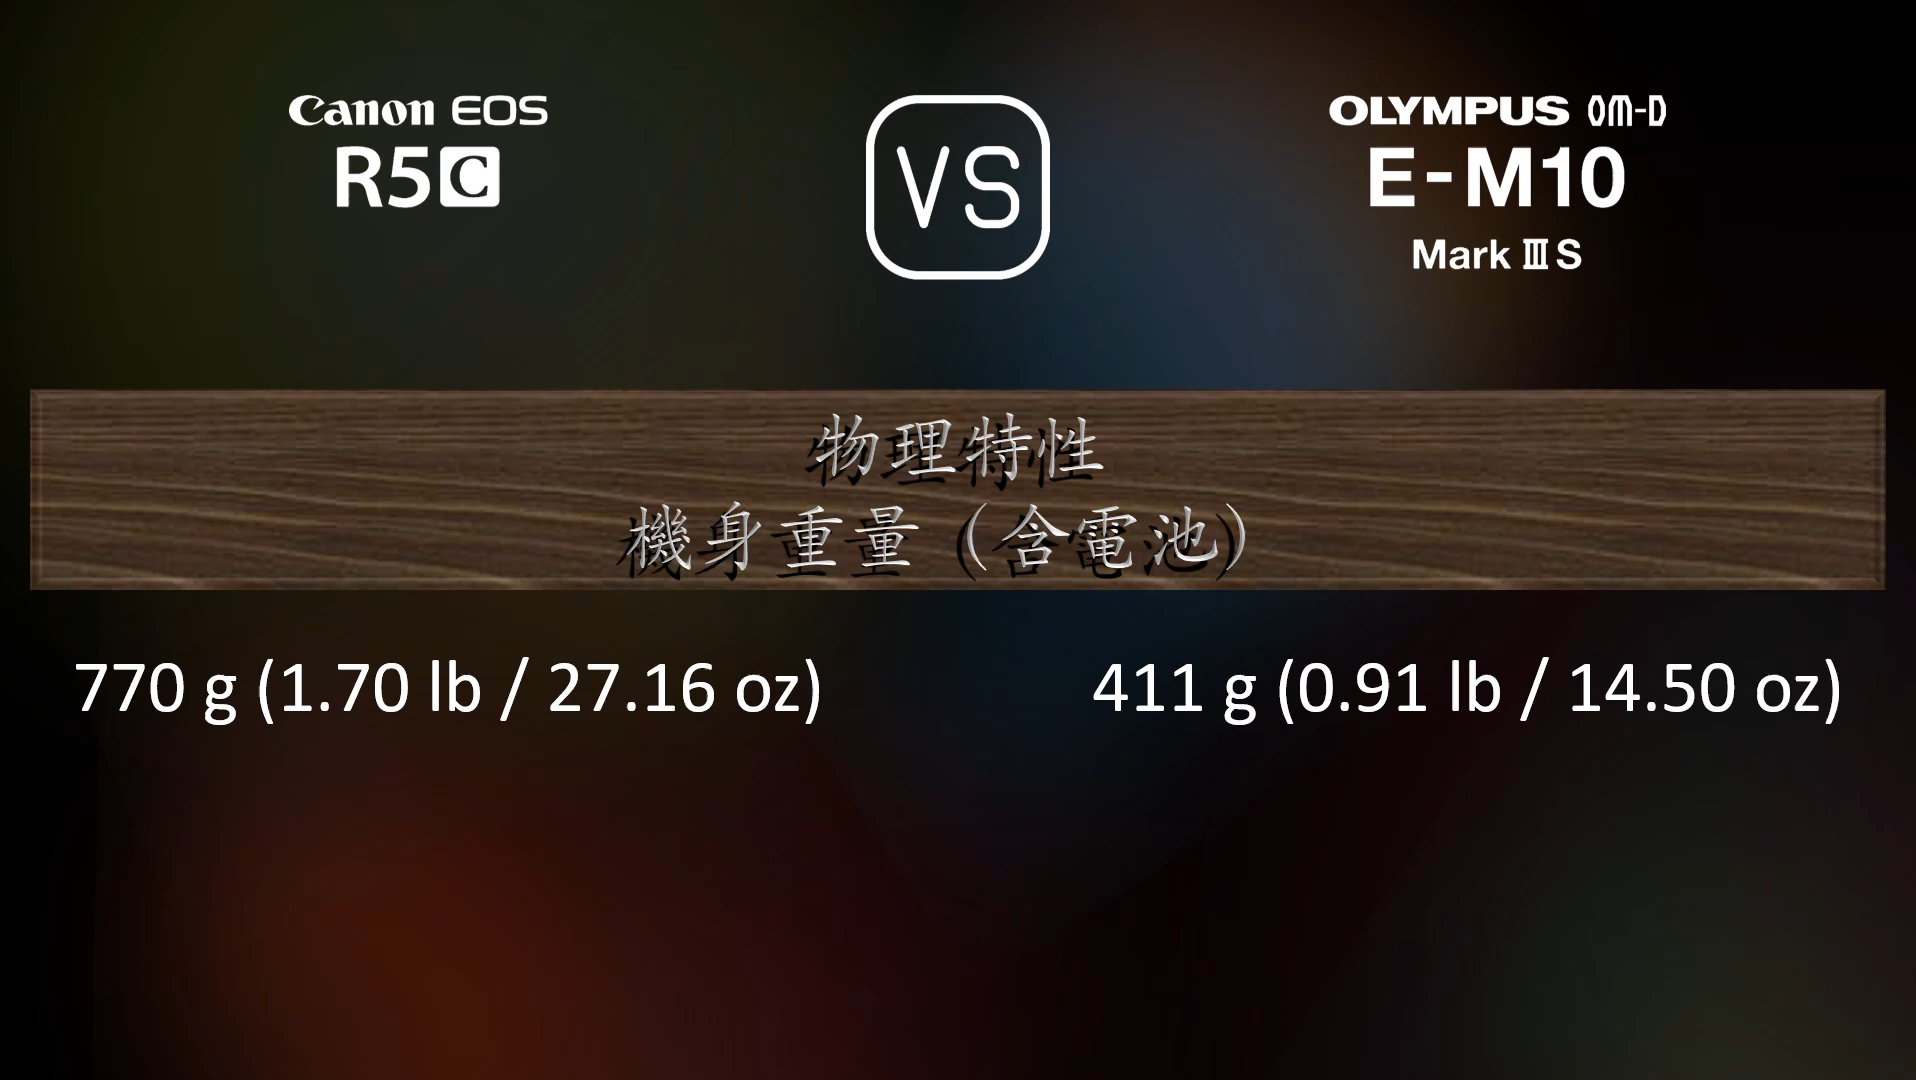 Canon EOS
R5 C
VS
OLYMPUS OM-D
E-M10
Mark III S
物理特性
機身重量（含電池）
770 g (1.70 lb / 27.16 oz)
411 g (0.91 lb / 14.50 oz)